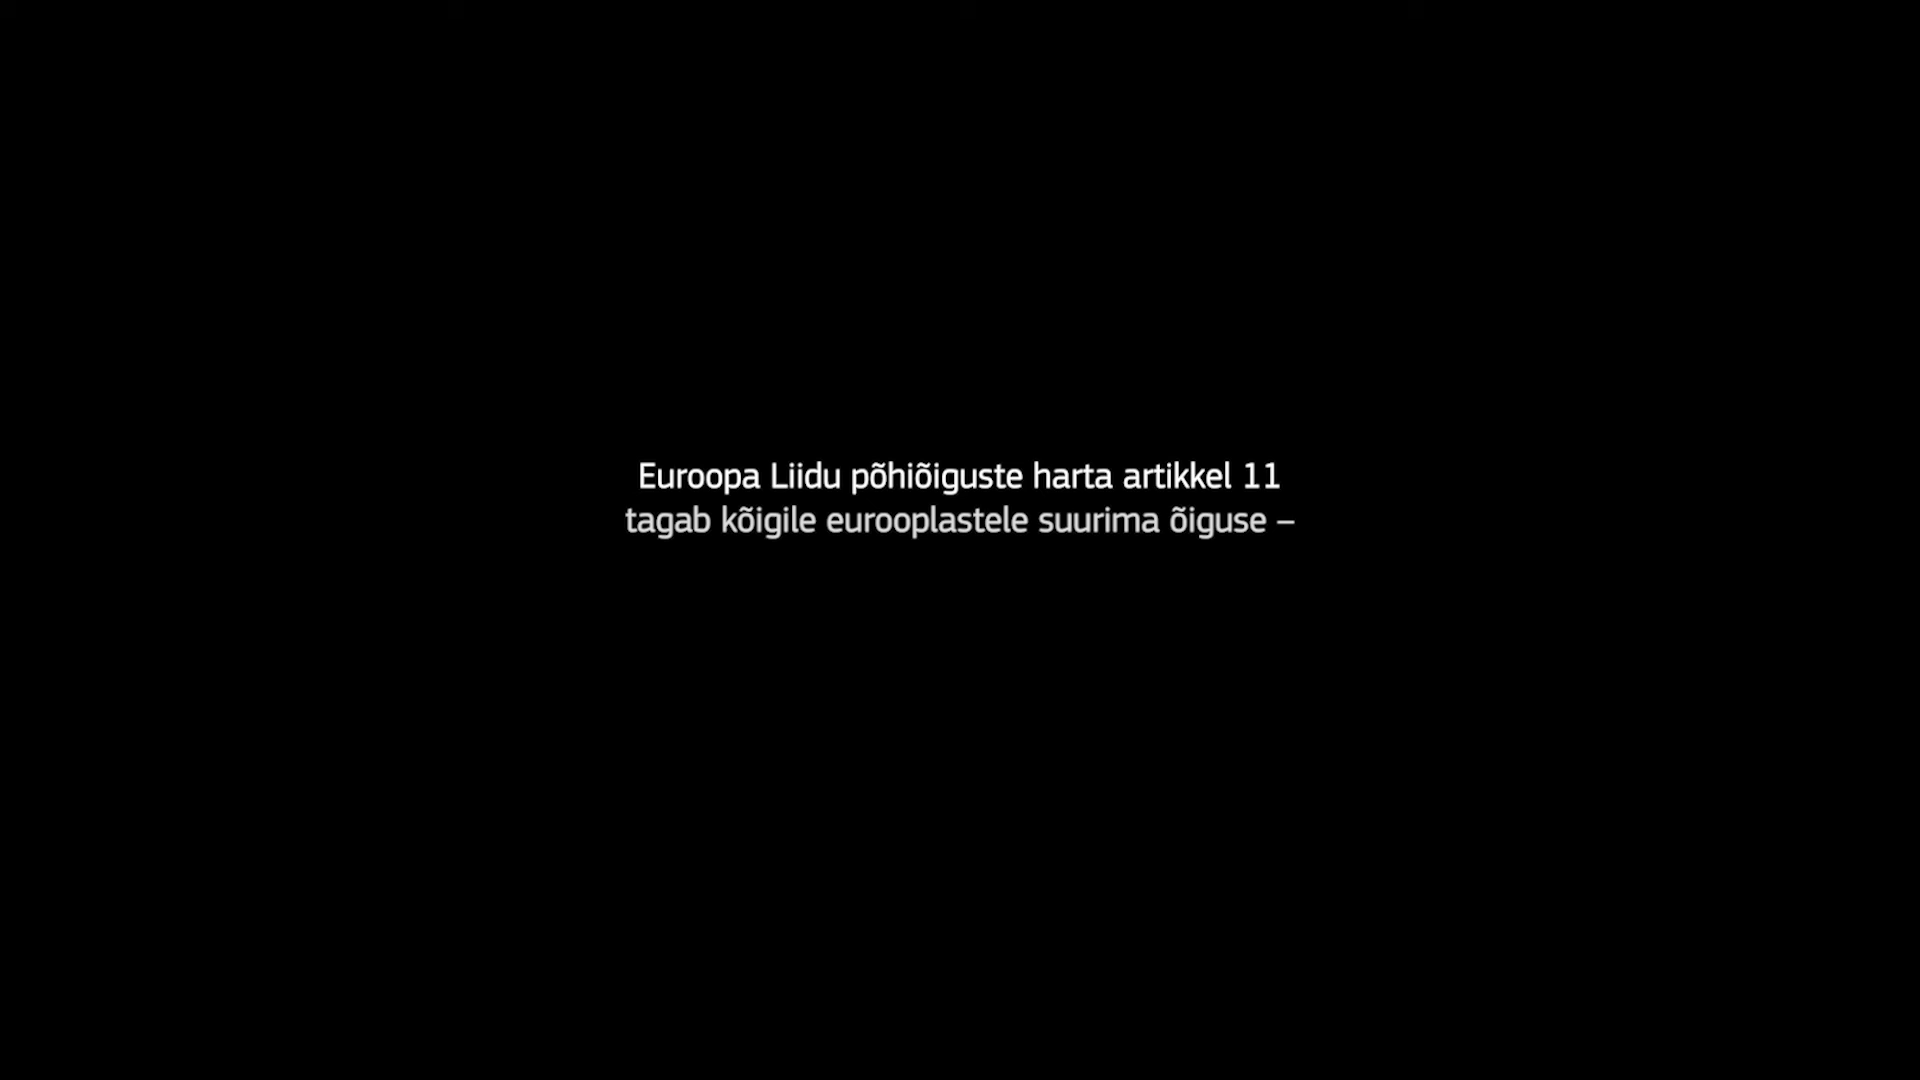 Euroopa Liidu põhiõiguste harta artikkel 11
tagab kõigile eurooplastele suurima õiguse –